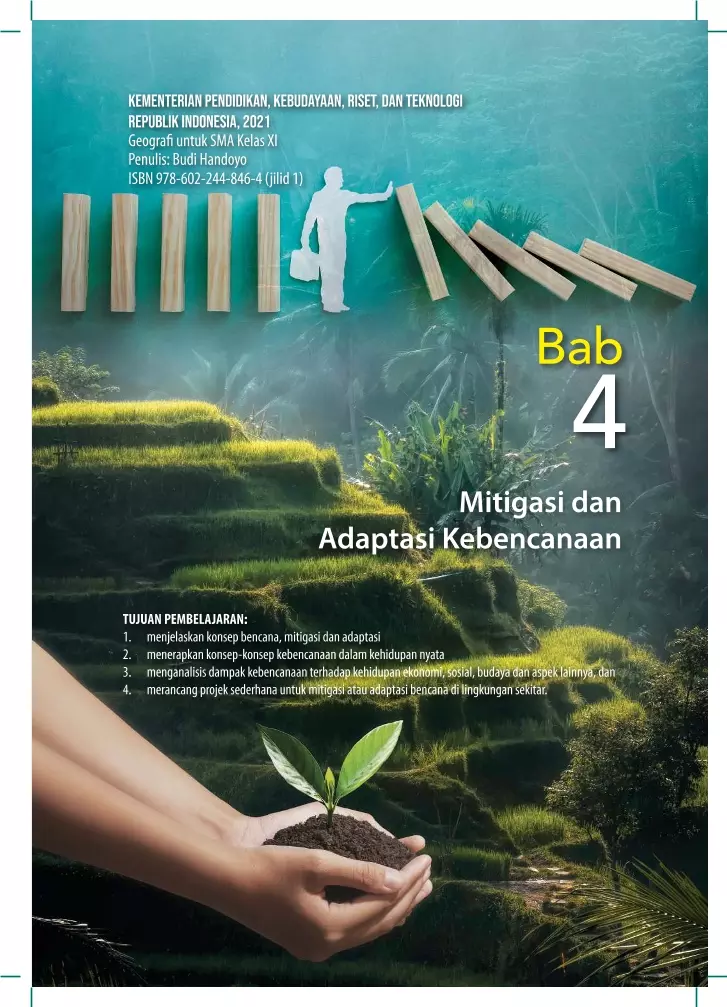 KEMENTERIAN PENDIDIKAN, KEBUDAYAAN, RISET, DAN TEKNOLOGI
REPUBLIK INDONESIA, 2021
Geografi untuk SMA Kelas XI
Penulis: Budi Handoyo
ISBN 978-602-244-846-4 (jilid 1)
Bab
4
Mitigasi dan
Adaptasi Kebencanaan
TUJUAN PEMBELAJARAN:
1. menjelaskan konsep bencana, mitigasi dan adaptasi
2. menerapkan konsep-konsep kebencanaan dalam kehidupan nyata
3. menganalisis dampak kebencanaan terhadap kehidupan ekonomi, sosial, budaya dan aspek lainnya, dan
4. merancang projek sederhana untuk mitigasi atau adaptasi bencana di lingkungan sekitar.